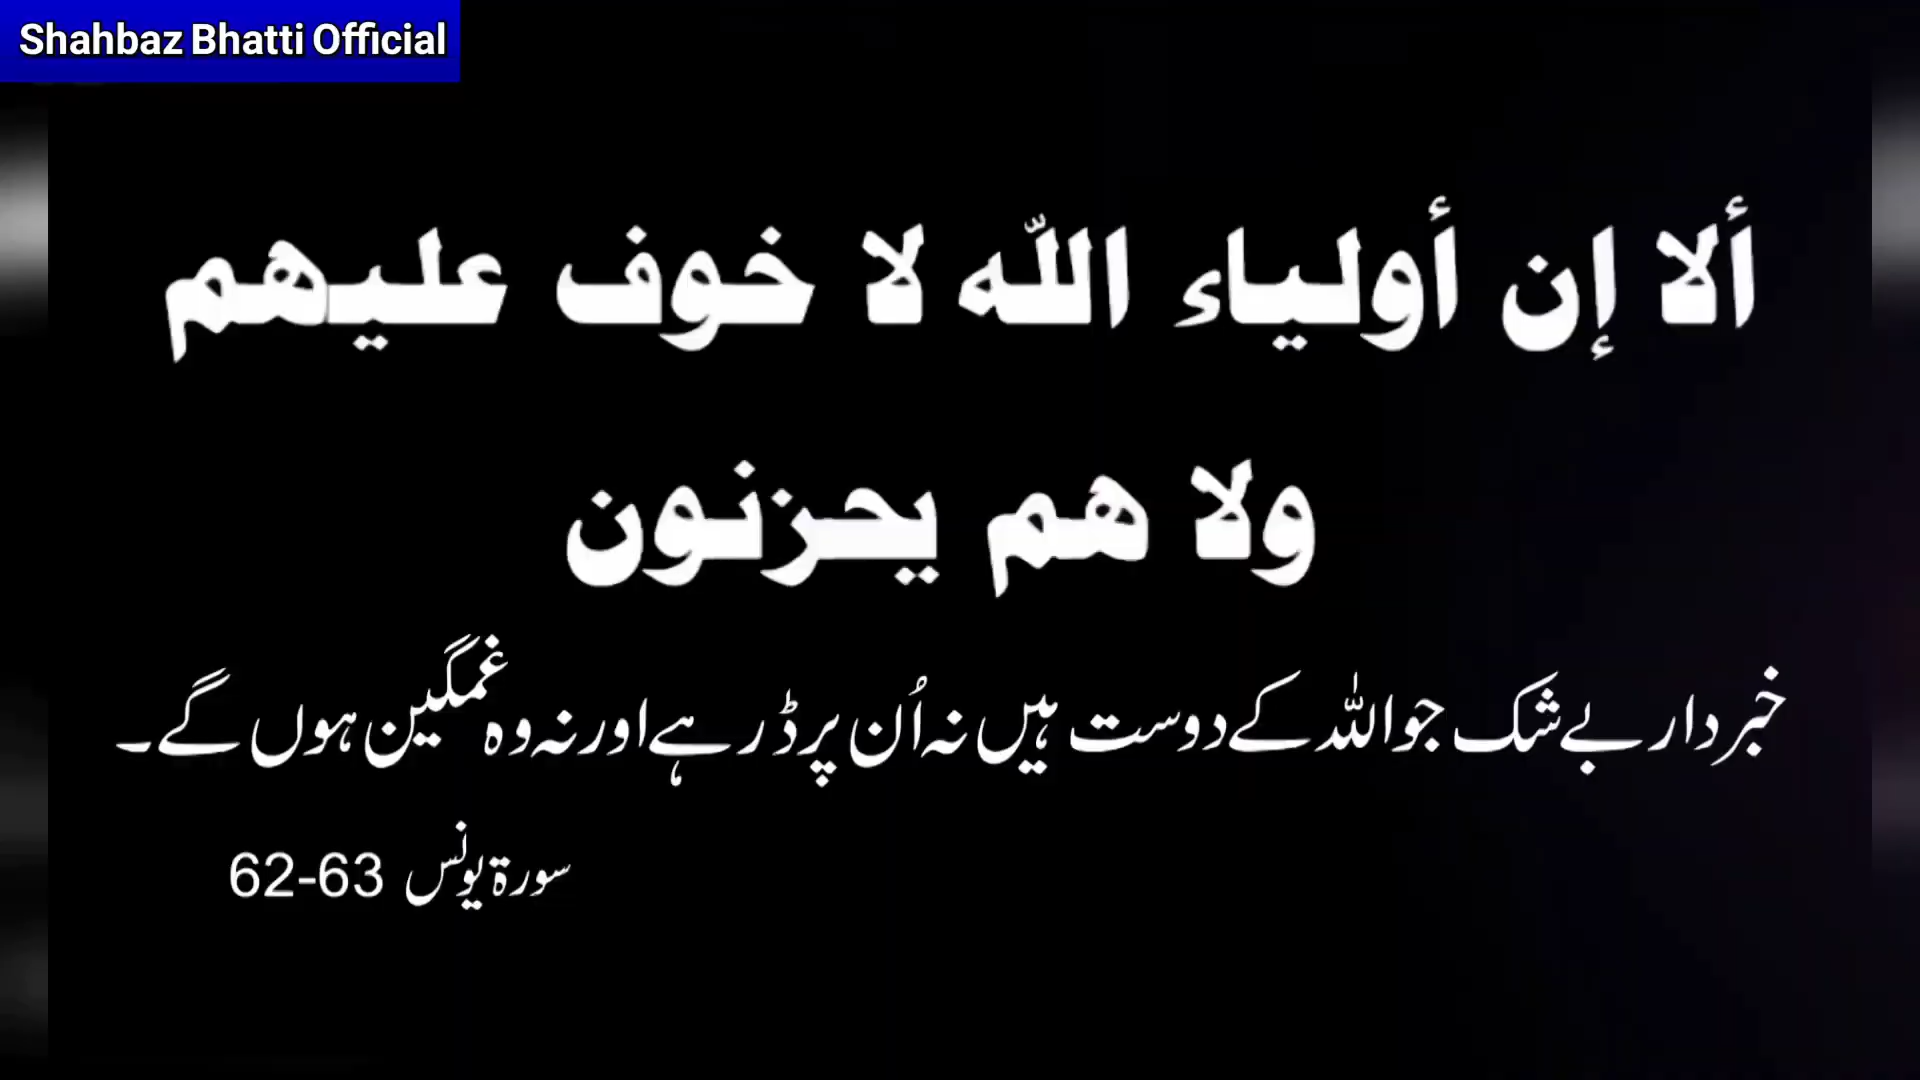 Shahbaz Bhatti Official
ألا إن أولياء الله لا خوف عليهم
ولا هم يحزنون
خبردار بے شک جو اللہ کے دوست ہیں نہ اُن پر ڈر ہے اور نہ وہ غمگین ہوں گے۔
سورۃ یونس 62-63